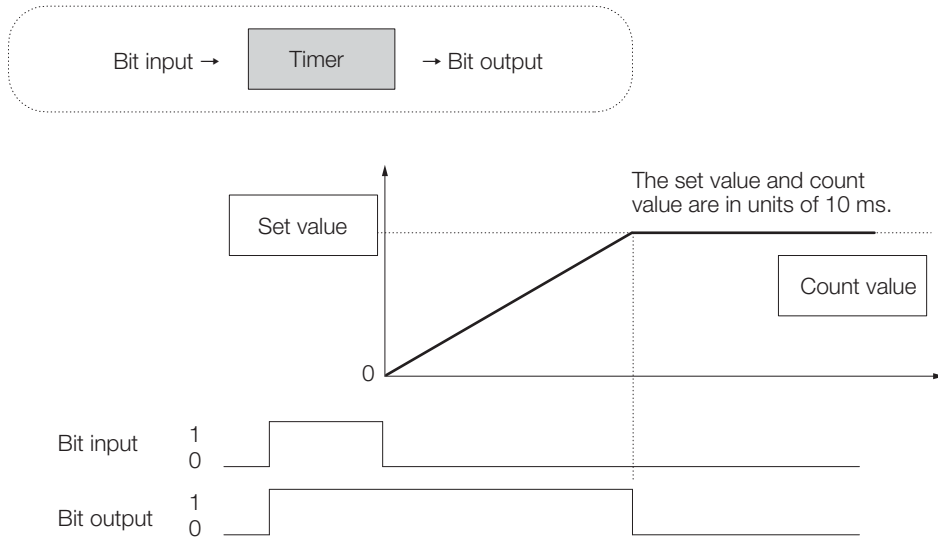 Bit input → Timer → Bit output
The set value and count
value are in units of 10 ms.
Set value
Count value
0
Bit input 1
0
Bit output 1
0